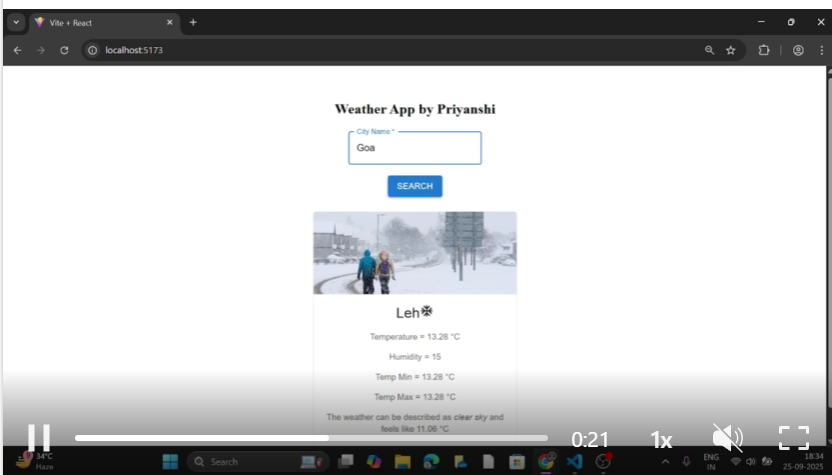 Vite + React
localhost:5173
Weather App by Priyanshi
City Name *
Goa
SEARCH
Leh
Temperature = 13.28 °C
Humidity = 15
Temp Min = 13.28 °C
Temp Max = 13.28 °C
The weather can be described as clear sky and
feels like 11.06 °C
0:21
1x
34°C
Haze
Search
ENG
IN
18:34
25-09-2025